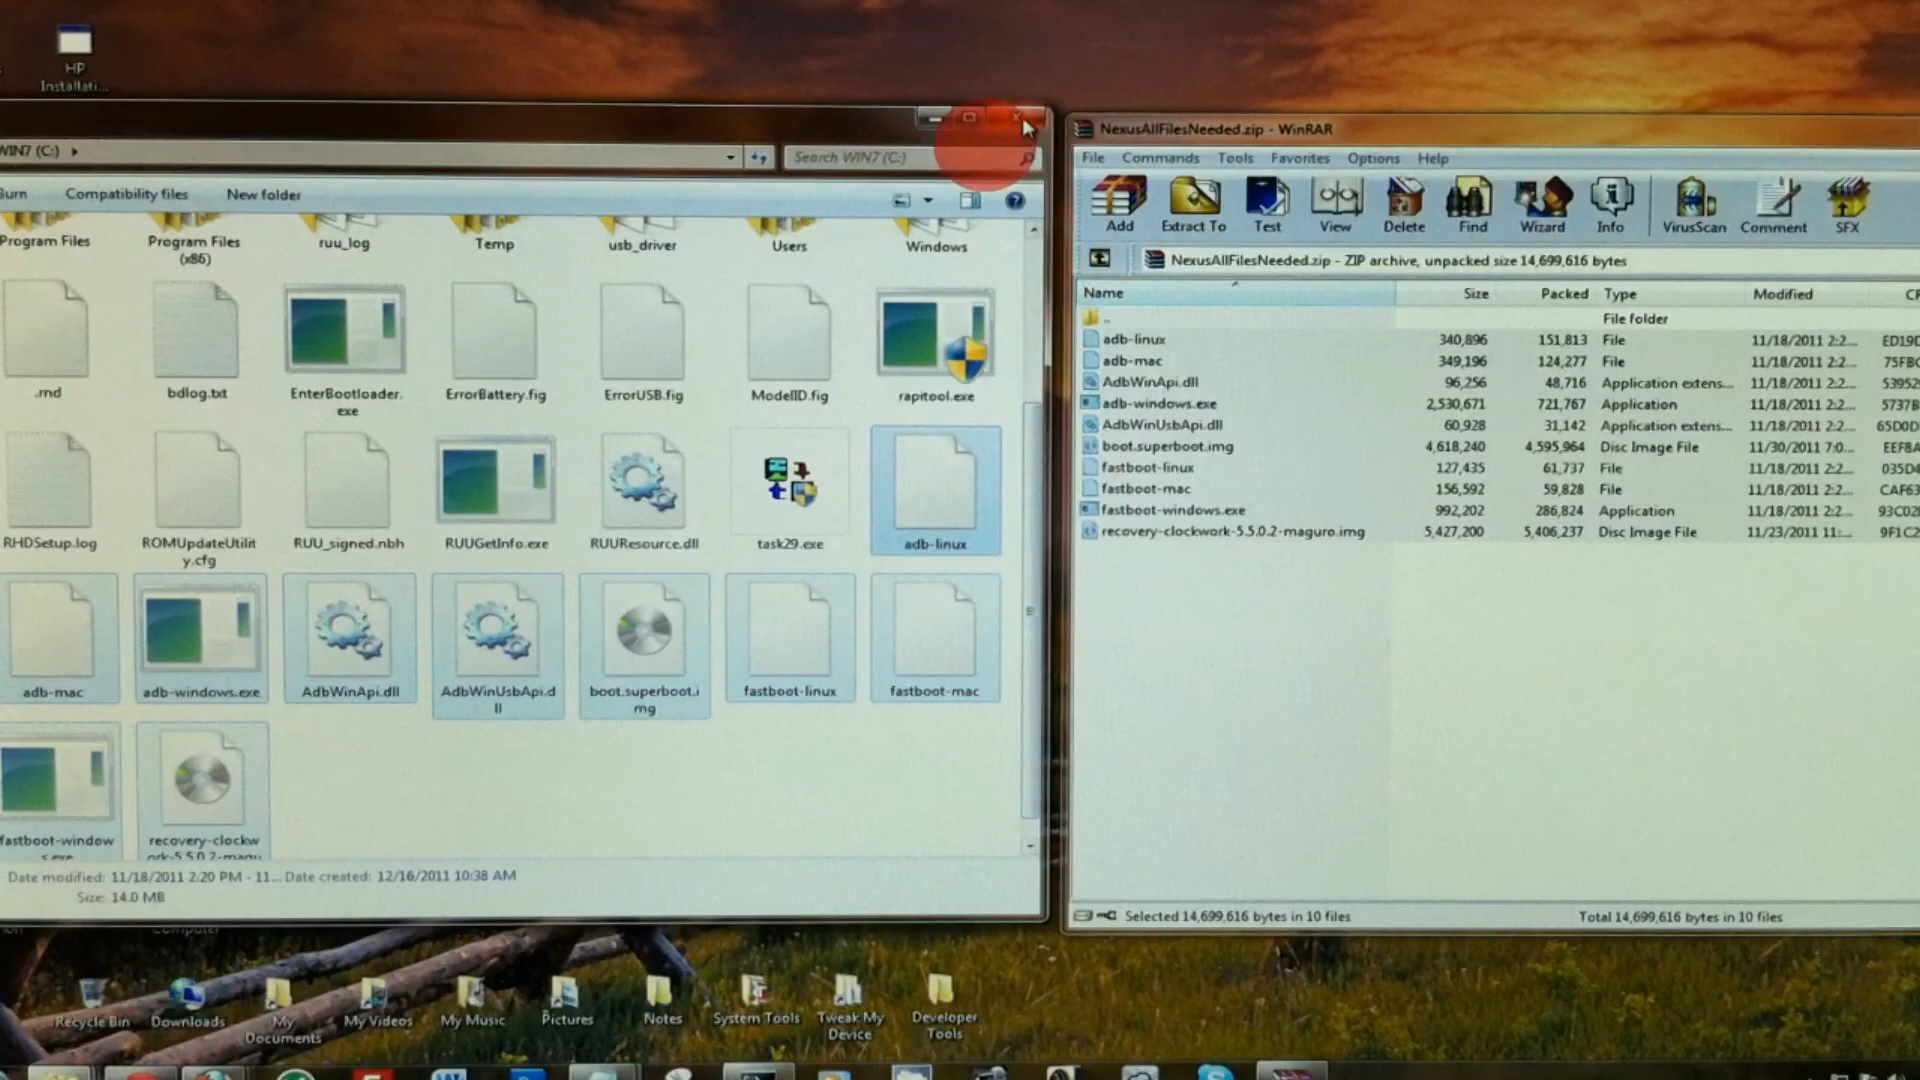 HP
Installati...
WIN7 (C:)
Search WIN7 (C:)
Burn
Compatibility files
New folder
Program Files
Program Files
(x86)
ruu_log
Temp
usb_driver
Users
Windows
.rnd
bdlog.txt
EnterBootloader.
exe
ErrorBattery.fig
ErrorUSB.fig
ModelID.fig
rapitool.exe
RHDSetup.log
ROMUpdateUtilit
y.cfg
RUU_signed.nbh
RUUGetInfo.exe
RUUResource.dll
task29.exe
adb-linux
adb-mac
adb-windows.exe
AdbWinApi.dll
AdbWinUsbApi.d
ll
boot.superboot.i
mg
fastboot-linux
fastboot-mac
fastboot-window
s.exe
recovery-clockw
ork-5.5.0.2-magu
Date modified: 11/18/2011 2:20 PM - 11... Date created: 12/16/2011 10:38 AM
Size: 14.0 MB
NexusAllFilesNeeded.zip - WinRAR
File Commands Tools Favorites Options Help
Add
Extract To
Test
View
Delete
Find
Wizard
Info
VirusScan
Comment
SFX
NexusAllFilesNeeded.zip - ZIP archive, unpacked size 14,699,616 bytes
Name Size Packed Type Modified
..
File folder
adb-linux 340,896 151,813 File 11/18/2011 2:2... ED19D
adb-mac 349,196 124,277 File 11/18/2011 2:2... 75FBC
AdbWinApi.dll 96,256 48,716 Application extens... 11/18/2011 2:2... 53952
adb-windows.exe 2,530,671 721,767 Application 11/18/2011 2:2... 5737B
AdbWinUsbApi.dll 60,928 31,142 Application extens... 11/18/2011 2:2... 65D0D
boot.superboot.img 4,618,240 4,595,964 Disc Image File 11/30/2011 7:0... EEF8A
fastboot-linux 127,435 61,737 File 11/18/2011 2:2... 035D4
fastboot-mac 156,592 59,828 File 11/18/2011 2:2... CAF63
fastboot-windows.exe 992,202 286,824 Application 11/18/2011 2:2... 93C02
recovery-clockwork-5.5.0.2-maguro.img 5,427,200 5,406,237 Disc Image File 11/23/2011 11:... 9F1C2
Selected 14,699,616 bytes in 10 files
Total 14,699,616 bytes in 10 files
Computer
Recycle Bin
Downloads
My
Documents
My Videos
My Music
Pictures
Notes
System Tools
Tweak My
Device
Developer
Tools